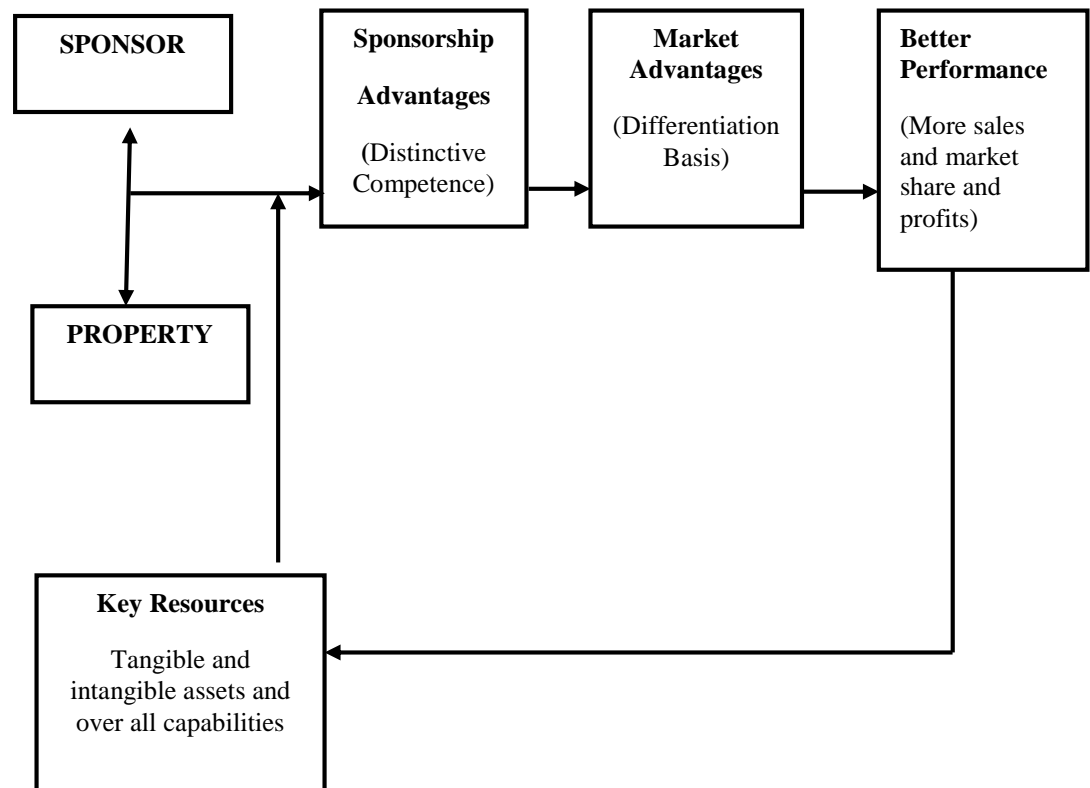 SPONSOR
PROPERTY
Sponsorship
Advantages
(Distinctive
Competence)
Market
Advantages
(Differentiation
Basis)
Better
Performance
(More sales
and market
share and
profits)
Key Resources
Tangible and
intangible assets and
over all capabilities